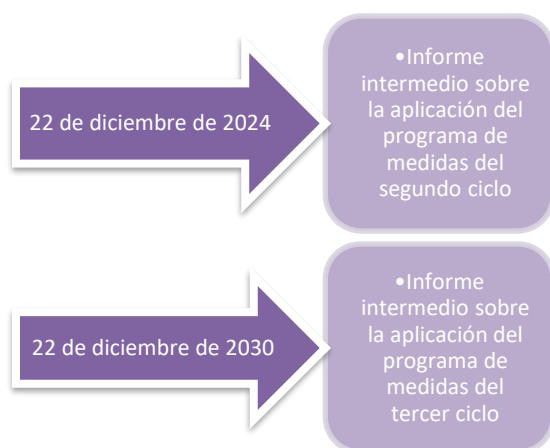 22 de diciembre de 2024
•Informe
intermedio sobre
la aplicación del
programa de
medidas del
segundo ciclo
22 de diciembre de 2030
•Informe
intermedio sobre
la aplicación del
programa de
medidas del
tercer ciclo